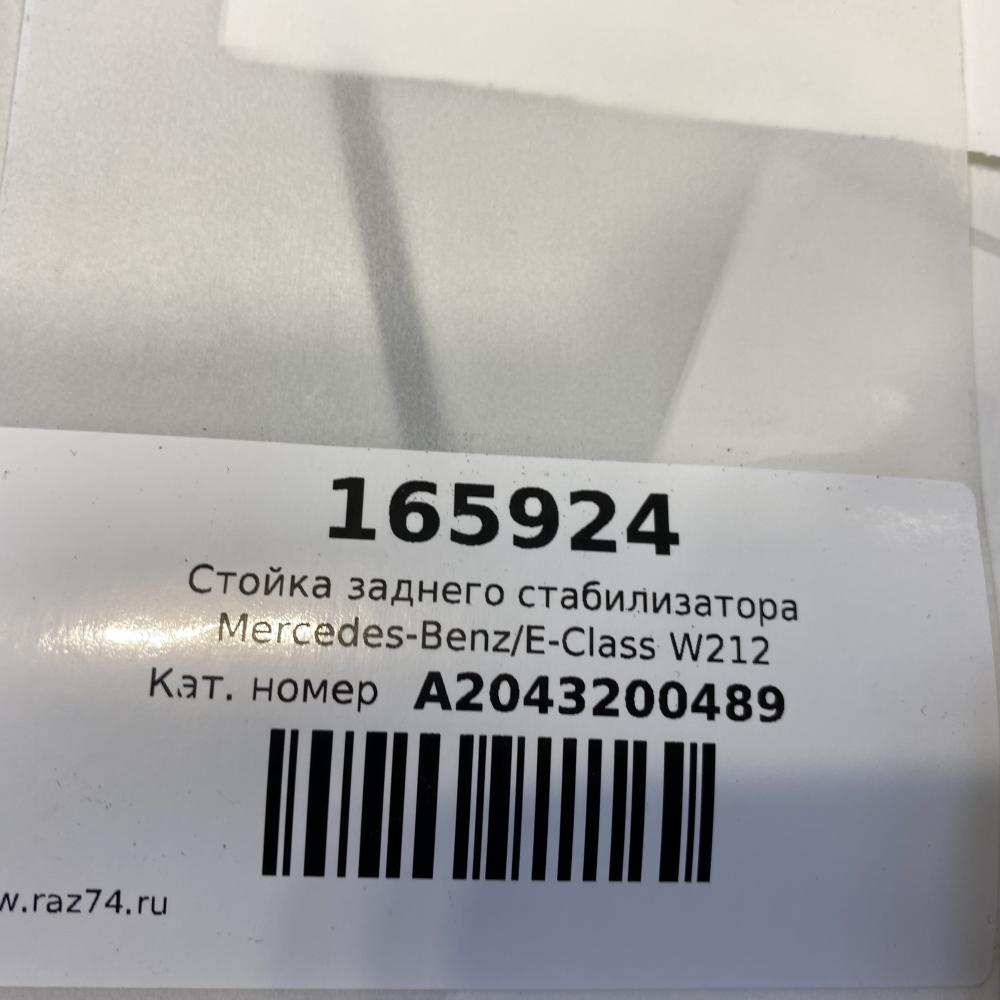 165924
Стойка заднего стабилизатора
Mercedes-Benz/E-Class W212
Кат. номер A2043200489
w.raz74.ru